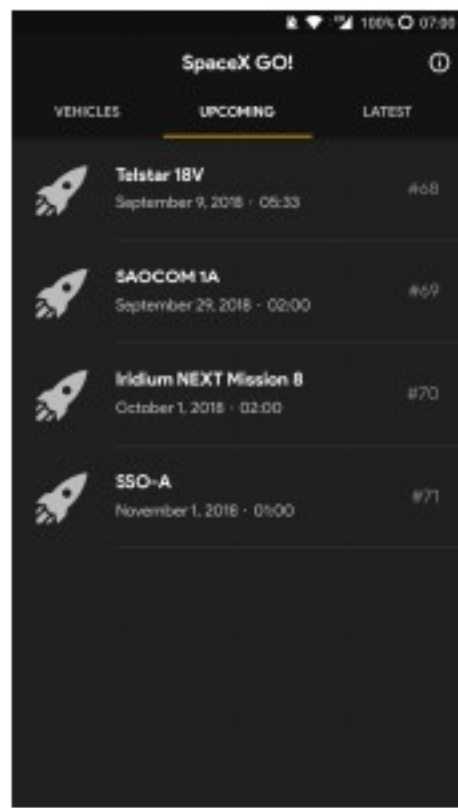 100% 07:00
SpaceX GO!
VEHICLES UPCOMING LATEST
Telstar 18V
September 9, 2018 · 05:33
#68
SAOCOM 1A
September 29, 2018 · 02:00
#69
Iridium NEXT Mission 8
October 1, 2018 · 02:00
#70
SSO-A
November 1, 2018 · 01:00
#71